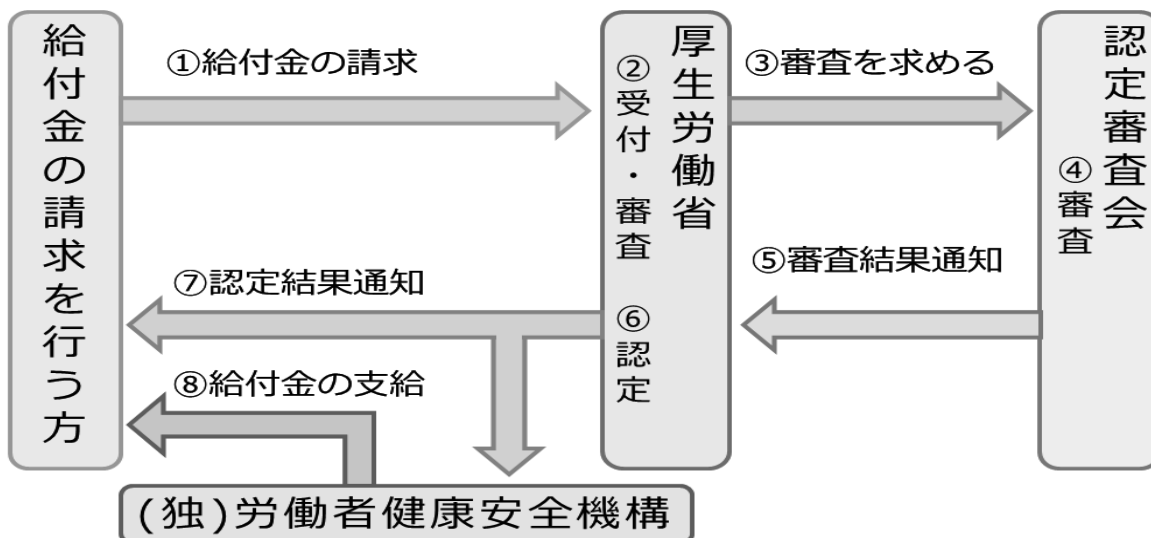 給付金の請求を行う方
①給付金の請求
厚生労働省
②受付・審査
③審査を求める
認定審査会
④審査
⑤審査結果通知
⑥認定
⑦認定結果通知
⑧給付金の支給
(独)労働者健康安全機構